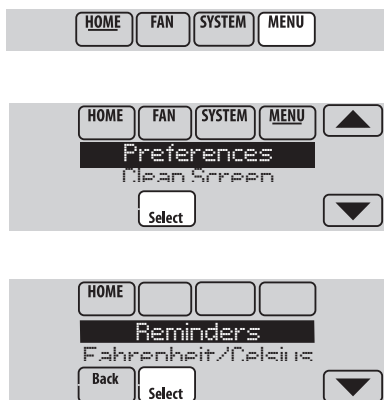 HOME FAN SYSTEM MENU
HOME FAN SYSTEM MENU
Preferences
Clean Screen
Select
HOME
Reminders
Fahrenheit/Celsius
Back
Select